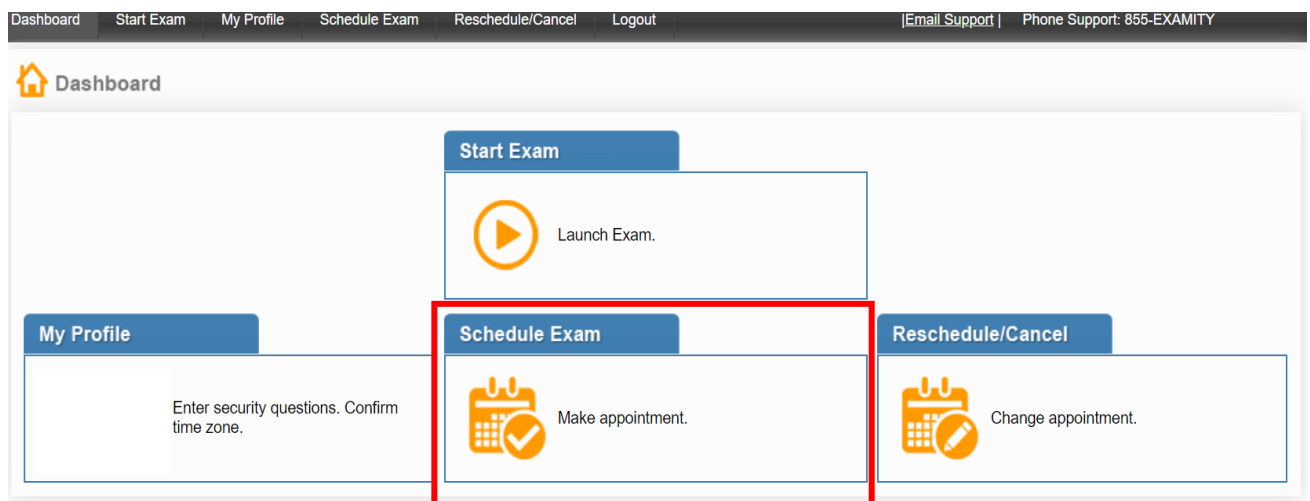 Dashboard Start Exam My Profile Schedule Exam Reschedule/Cancel Logout |Email Support | Phone Support: 855-EXAMITY
Dashboard
Start Exam
Launch Exam.
My Profile
Enter security questions. Confirm
time zone.
Schedule Exam
Make appointment.
Reschedule/Cancel
Change appointment.